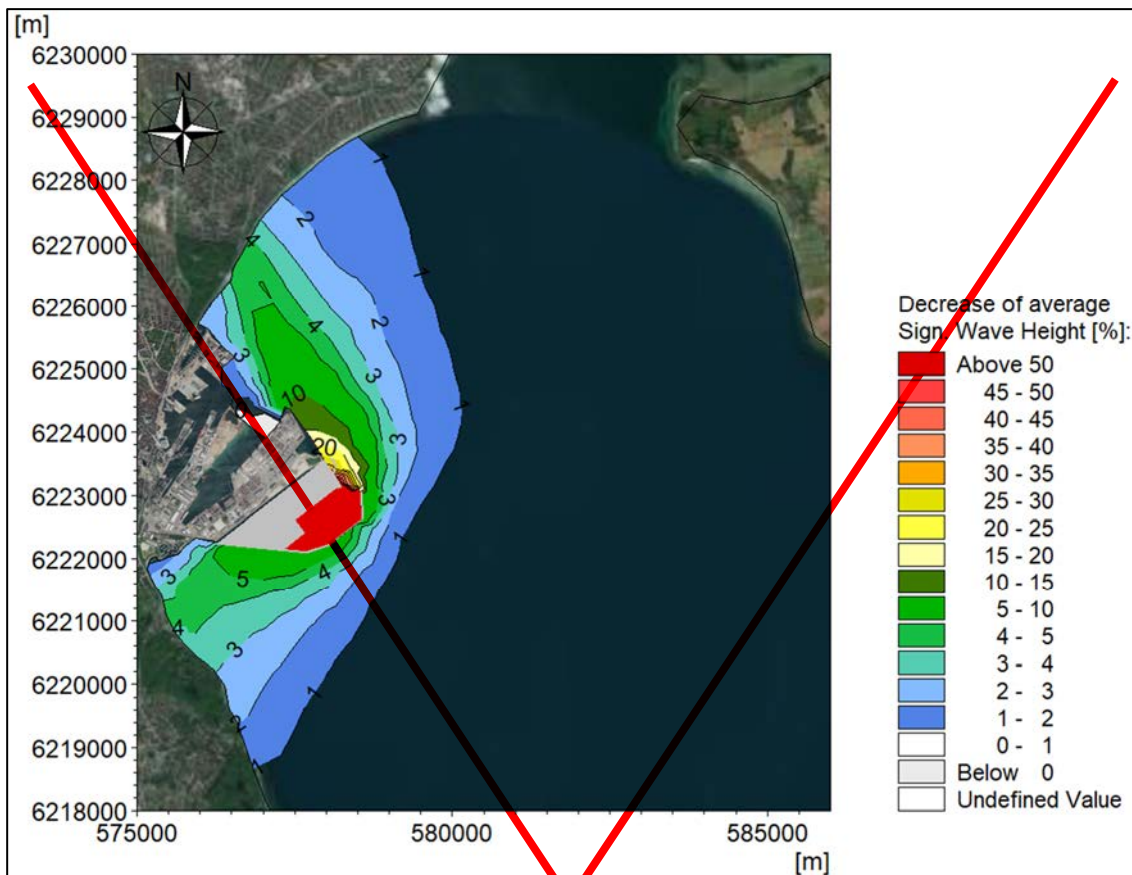 [m]
6230000
6229000
6228000
6227000
6226000
6225000
6224000
6223000
6222000
6221000
6220000
6219000
6218000
575000 580000 585000
[m]
N
1
2
4
1
4
2
3
3
10
1
3
20
3
1
3
5
4
4
3
1
2
1
Decrease of average
Sign. Wave Height [%]:
Above 50
45 - 50
40 - 45
35 - 40
30 - 35
25 - 30
20 - 25
15 - 20
10 - 15
5 - 10
4 - 5
3 - 4
2 - 3
1 - 2
0 - 1
Below 0
Undefined Value